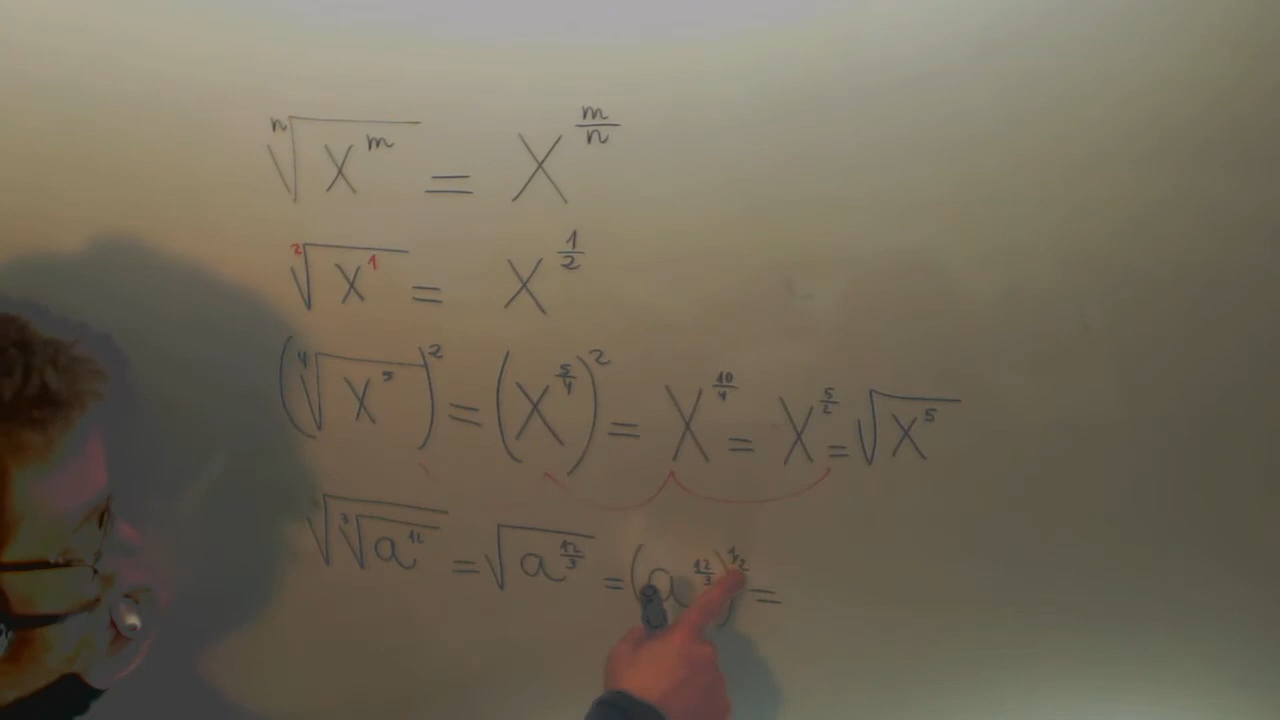 ⁿ√(x^m) = x^(m/n)
²√(x¹) = x^(1/2)
(⁴√(x⁵))² = (x^(5/4))² = x^(10/4) = x^(5/2) = √(x⁵)
√(³√(a¹²)) = √(a^(12/3)) = (a^(12/3))^(1/2) =